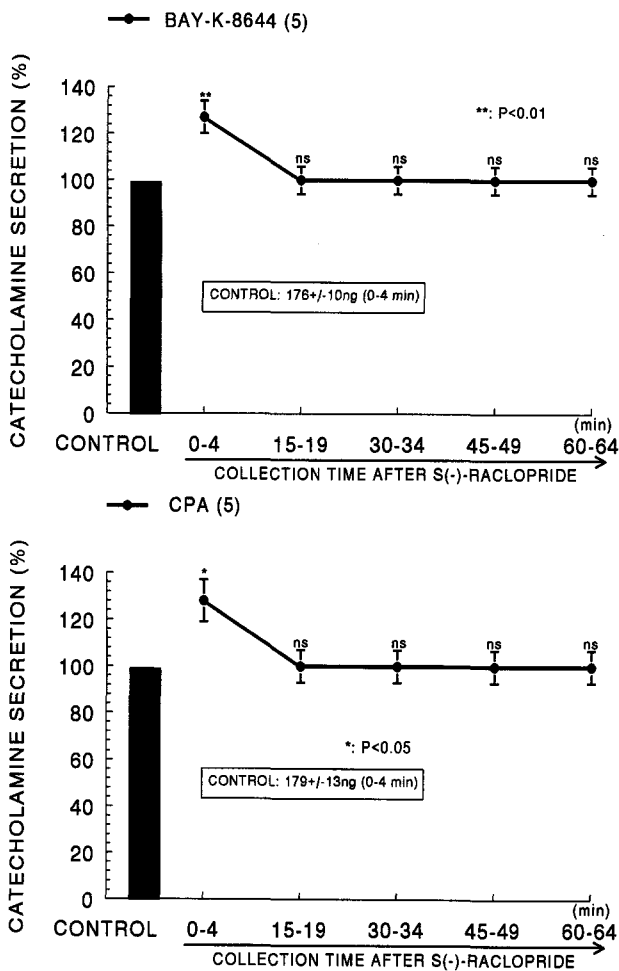 BAY-K-8644 (5)
CATECHOLAMINE SECRETION (%)
140
120
100
80
60
40
20
0
**
ns
ns
ns
ns
**: P<0.01
CONTROL: 176+/-10ng (0-4 min)
(min)
CONTROL 0-4 15-19 30-34 45-49 60-64
COLLECTION TIME AFTER S(-)-RACLOPRIDE
CPA (5)
CATECHOLAMINE SECRETION (%)
140
120
100
80
60
40
20
0
*
ns
ns
ns
ns
*: P<0.05
CONTROL: 179+/-13ng (0-4 min)
(min)
CONTROL 0-4 15-19 30-34 45-49 60-64
COLLECTION TIME AFTER S(-)-RACLOPRIDE